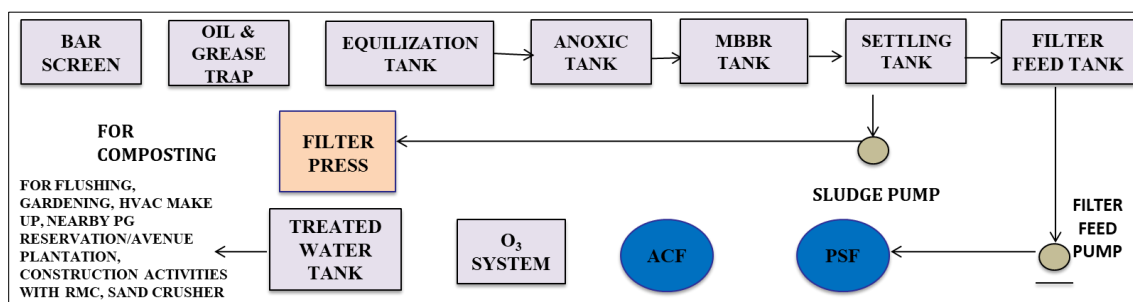 BAR
SCREEN
OIL &
GREASE
TRAP
EQUILIZATION
TANK
ANOXIC
TANK
MBBR
TANK
SETTLING
TANK
FILTER
FEED TANK
FOR
COMPOSTING
FILTER
PRESS
SLUDGE PUMP
FILTER
FEED
PUMP
FOR FLUSHING,
GARDENING, HVAC MAKE
UP, NEARBY PG
RESERVATION/AVENUE
PLANTATION,
CONSTRUCTION ACTIVITIES
WITH RMC, SAND CRUSHER
TREATED
WATER
TANK
O3
SYSTEM
ACF
PSF